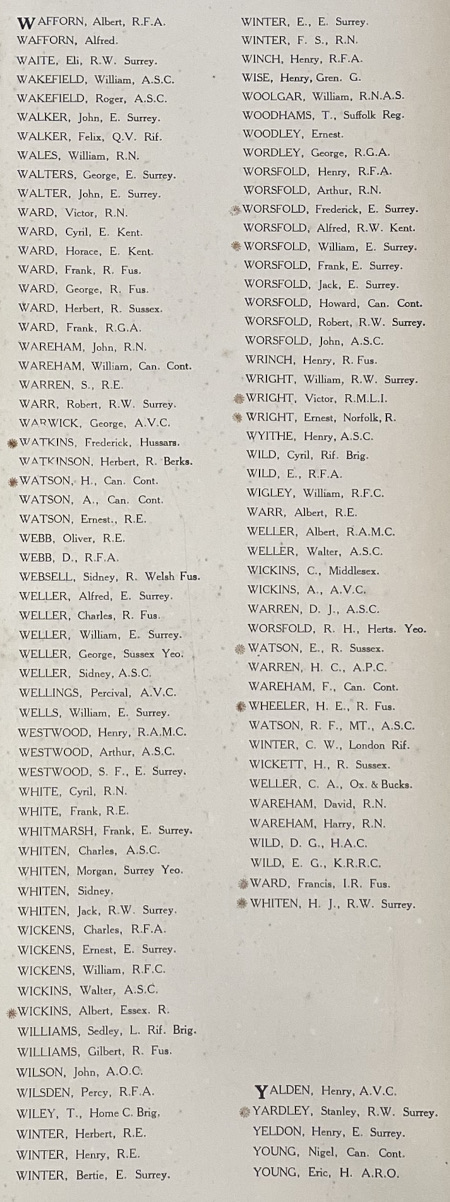 WAFFORN, Albert, R.F.A.
WAFFORN, Alfred.
WAITE, Eli, R.W. Surrey.
WAKEFIELD, William, A.S.C.
WAKEFIELD, Roger, A.S.C.
WALKER, John, E. Surrey.
WALKER, Felix, Q.V. Rif.
WALES, William, R.N.
WALTERS, George, E. Surrey.
WALTER, John, E. Surrey.
WARD, Victor, R.N.
WARD, Cyril, E. Kent.
WARD, Horace, E. Kent.
WARD, Frank, R. Fus.
WARD, George, R. Fus.
WARD, Herbert, R. Sussex.
WARD, Frank, R.G.A.
WAREHAM, John, R.N.
WAREHAM, William, Can. Cont.
WARREN, S., R.E.
WARR, Robert, R.W. Surrey.
WARWICK, George, A.V.C.
WATKINS, Frederick, Hussars.
WATKINSON, Herbert, R. Berks.
WATSON, H., Can. Cont.
WATSON, A., Can. Cont.
WATSON, Ernest., R.E.
WEBB, Oliver, R.E.
WEBB, D., R.F.A.
WEBSELL, Sidney, R. Welsh Fus.
WELLER, Alfred, E. Surrey.
WELLER, Charles, R. Fus.
WELLER, William, E. Surrey.
WELLER, George, Sussex Yeo.
WELLER, Sidney, A.S.C.
WELLINGS, Percival, A.V.C.
WELLS, William, E. Surrey.
WESTWOOD, Henry, R.A.M.C.
WESTWOOD, Arthur, A.S.C.
WESTWOOD, S. F., E. Surrey.
WHITE, Cyril, R.N.
WHITE, Frank, R.E.
WHITMARSH, Frank, E. Surrey.
WHITEN, Charles, A.S.C.
WHITEN, Morgan, Surrey Yeo.
WHITEN, Sidney.
WHITEN, Jack, R.W. Surrey.
WICKENS, Charles, R.F.A.
WICKENS, Ernest, E. Surrey.
WICKENS, William, R.F.C.
WICKINS, Walter, A.S.C.
WICKINS, Albert, Essex. R.
WILLIAMS, Sedley, L. Rif. Brig.
WILLIAMS, Gilbert, R. Fus.
WILSON, John, A.O.C.
WILSDEN, Percy, R.F.A.
WILEY, T., Home C. Brig.
WINTER, Herbert, R.E.
WINTER, Henry, R.E.
WINTER, Bertie, E. Surrey.
WINTER, E., E. Surrey.
WINTER, F. S., R.N.
WINCH, Henry, R.F.A.
WISE, Henry, Gren. G.
WOOLGAR, William, R.N.A.S.
WOODHAMS, T., Suffolk Reg.
WOODLEY, Ernest.
WORDLEY, George, R.G.A.
WORSFOLD, Henry, R.F.A.
WORSFOLD, Arthur, R.N.
WORSFOLD, Frederick, E. Surrey.
WORSFOLD, Alfred, R.W. Kent.
WORSFOLD, William, E. Surrey.
WORSFOLD, Frank, E. Surrey.
WORSFOLD, Jack, E. Surrey.
WORSFOLD, Howard, Can. Cont.
WORSFOLD, Robert, R.W. Surrey.
WORSFOLD, John, A.S.C.
WRINCH, Henry, R. Fus.
WRIGHT, William, R.W. Surrey.
WRIGHT, Victor, R.M.L.I.
WRIGHT, Ernest, Norfolk, R.
WYITHE, Henry, A.S.C.
WILD, Cyril, Rif. Brig.
WILD, E., R.F.A.
WIGLEY, William, R.F.C.
WARR, Albert, R.E.
WELLER, Albert, R.A.M.C.
WELLER, Walter, A.S.C.
WICKINS, C., Middlesex.
WICKINS, A., A.V.C.
WARREN, D. J., A.S.C.
WORSFOLD, R. H., Herts. Yeo.
WATSON, E., R. Sussex.
WARREN, H. C., A.P.C.
WAREHAM, F., Can. Cont.
WHEELER, H. E., R. Fus.
WATSON, R. F., MT., A.S.C.
WINTER, C. W., London Rif.
WICKETT, H., R. Sussex.
WELLER, C. A., Ox. & Bucks.
WAREHAM, David, R.N.
WAREHAM, Harry, R.N.
WILD, D. G., H.A.C.
WILD, E. G., K.R.R.C.
WARD, Francis, I.R. Fus.
WHITEN, H. J., R.W. Surrey.
YALDEN, Henry, A.V.C.
YARDLEY, Stanley, R.W. Surrey.
YELDON, Henry, E. Surrey.
YOUNG, Nigel, Can. Cont.
YOUNG, Eric, H. A.R.O.